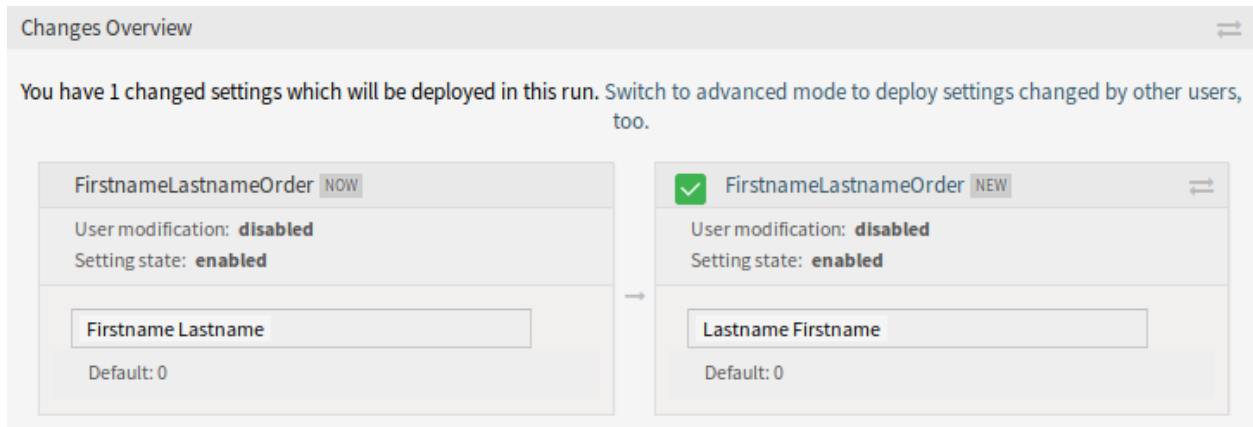 Changes Overview
You have 1 changed settings which will be deployed in this run. Switch to advanced mode to deploy settings changed by other users,
too.
FirstnameLastnameOrder NOW
User modification: disabled
Setting state: enabled
Firstname Lastname
Default: 0
FirstnameLastnameOrder NEW
User modification: disabled
Setting state: enabled
Lastname Firstname
Default: 0